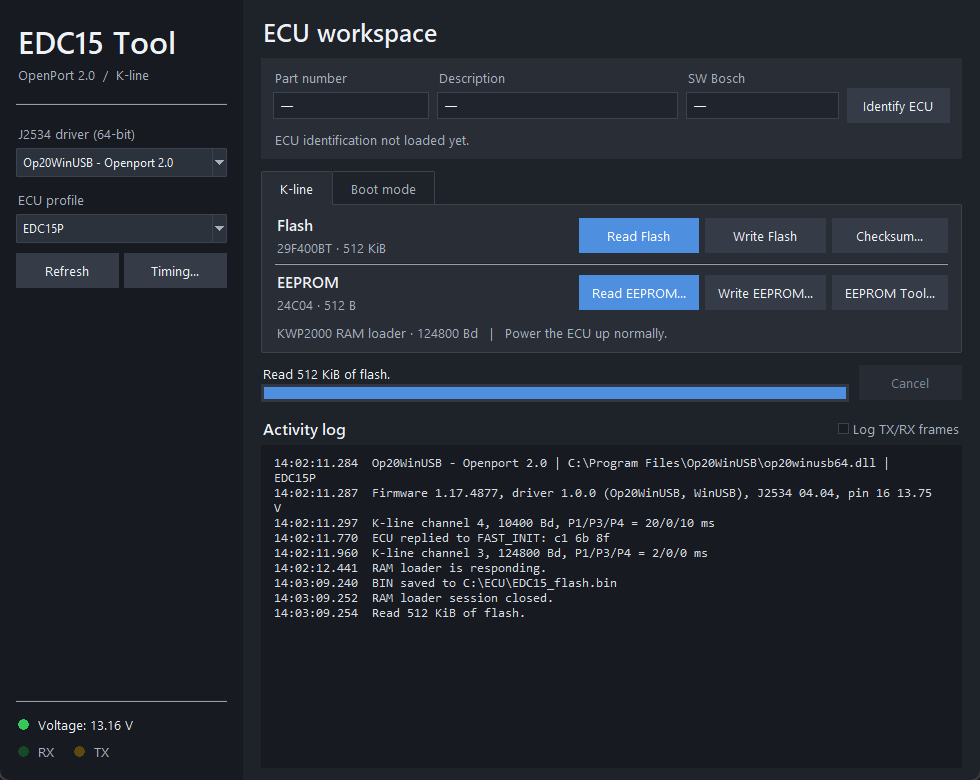 EDC15 Tool
OpenPort 2.0 / K-line
J2534 driver (64-bit)
Op20WinUSB - Openport 2.0
ECU profile
EDC15P
Refresh
Timing...
Voltage: 13.16 V
RX
TX
ECU workspace
Part number
Description
SW Bosch
—
—
—
Identify ECU
ECU identification not loaded yet.
K-line
Boot mode
Flash
29F400BT · 512 KiB
Read Flash
Write Flash
Checksum...
EEPROM
24C04 · 512 B
Read EEPROM...
Write EEPROM...
EEPROM Tool...
KWP2000 RAM loader · 124800 Bd | Power the ECU up normally.
Read 512 KiB of flash.
Cancel
Activity log
Log TX/RX frames
14:02:11.284 Op20WinUSB - Openport 2.0 | C:\Program Files\Op20WinUSB\op20winusb64.dll |
EDC15P
14:02:11.287 Firmware 1.17.4877, driver 1.0.0 (Op20WinUSB, WinUSB), J2534 04.04, pin 16 13.75
V
14:02:11.297 K-line channel 4, 10400 Bd, P1/P3/P4 = 20/0/10 ms
14:02:11.770 ECU replied to FAST_INIT: c1 6b 8f
14:02:11.960 K-line channel 3, 124800 Bd, P1/P3/P4 = 2/0/0 ms
14:02:12.441 RAM loader is responding.
14:03:09.240 BIN saved to C:\ECU\EDC15_flash.bin
14:03:09.252 RAM loader session closed.
14:03:09.254 Read 512 KiB of flash.